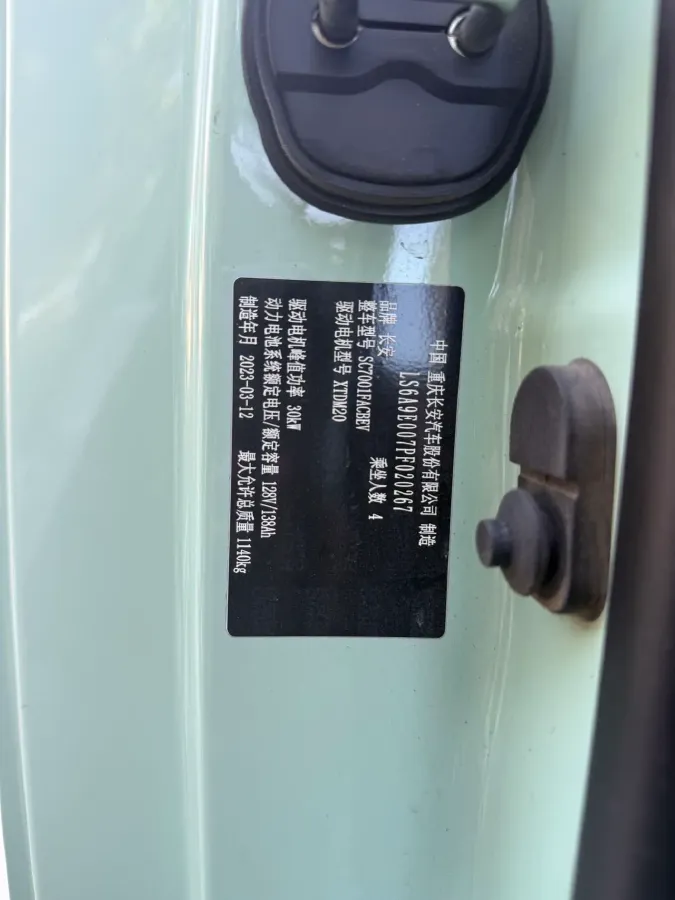 中国 重庆长安汽车股份有限公司 制造
LS6A9E007PF020267
品牌 长安 乘坐人数 4
整车型号 SC7001FACBEV
驱动电机型号 XTDM20
驱动电机峰值功率 30kW
动力电池系统额定电压/额定容量 128V/138Ah
制造年月 2023-03-12 最大允许总质量 1140kg